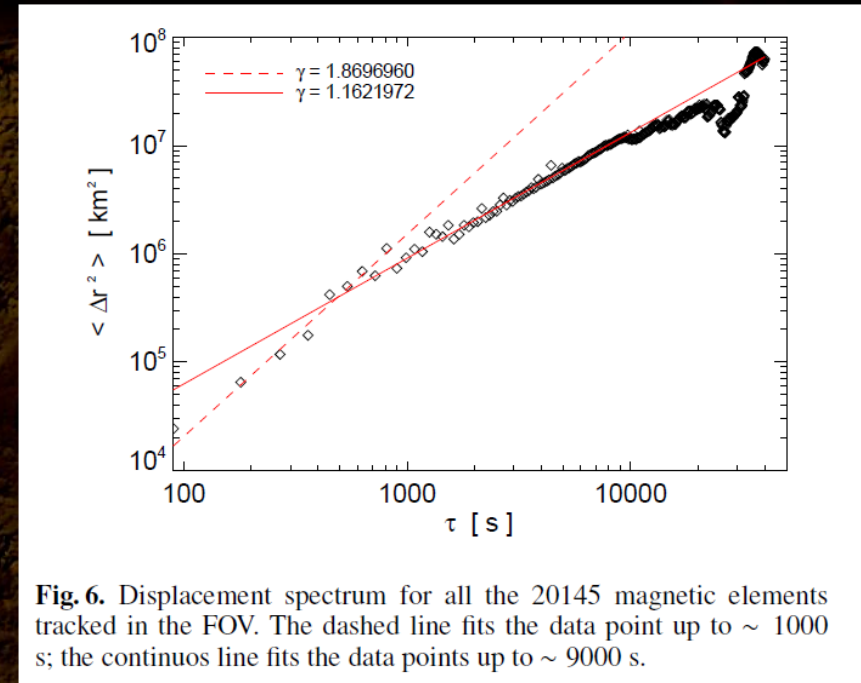 10⁸
γ = 1.8696960
γ = 1.1621972
10⁷
< Δr² > [ km² ]
10⁶
10⁵
10⁴
100 1000 10000
τ [ s ]
Fig. 6. Displacement spectrum for all the 20145 magnetic elements
tracked in the FOV. The dashed line fits the data point up to ∼ 1000
s; the continuos line fits the data points up to ∼ 9000 s.